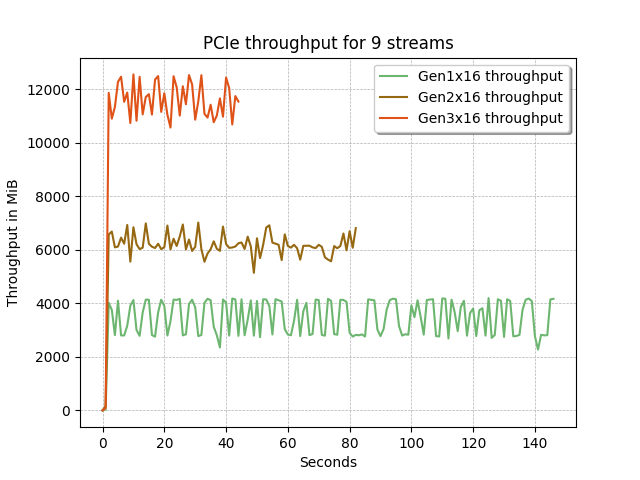 PCIe throughput for 9 streams
Gen1x16 throughput
Gen2x16 throughput
Gen3x16 throughput
Throughput in MiB
12000
10000
8000
6000
4000
2000
0
0 20 40 60 80 100 120 140
Seconds